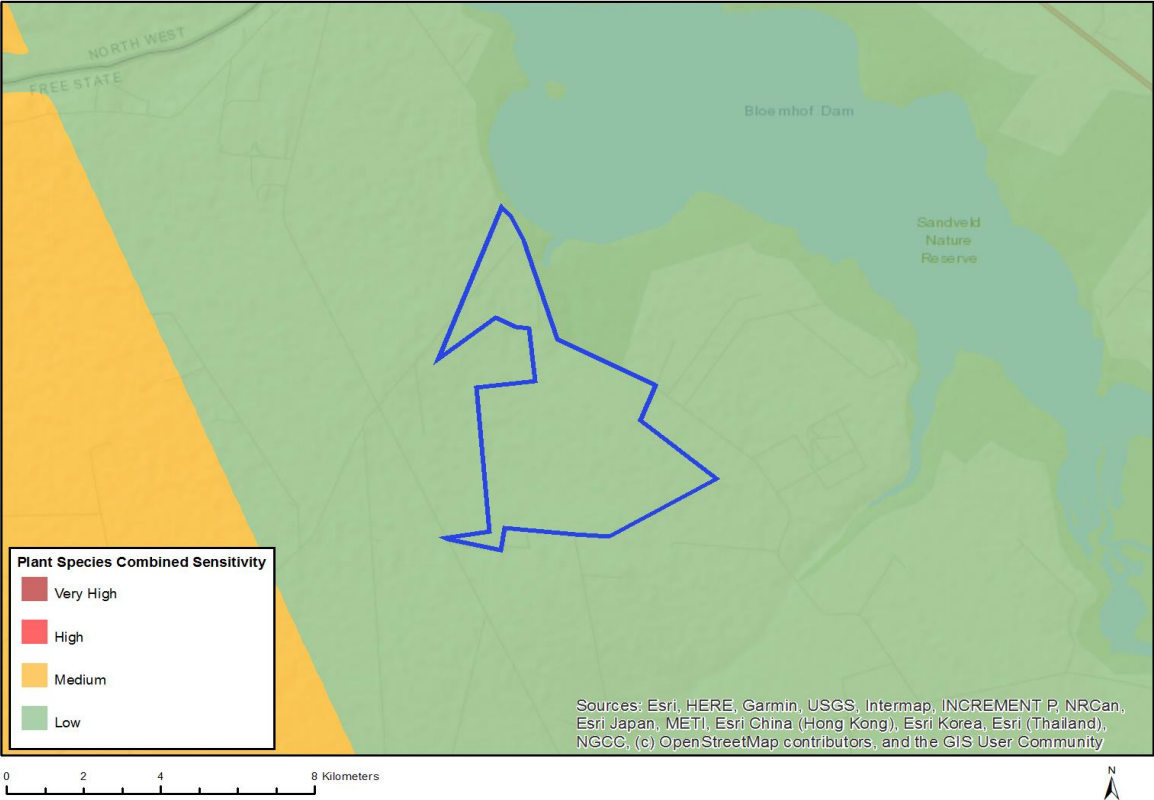 NORTH WEST
FREE STATE
Bloemhof Dam
Sandveld
Nature
Reserve
Plant Species Combined Sensitivity
Very High
High
Medium
Low
Sources: Esri, HERE, Garmin, USGS, Intermap, INCREMENT P, NRCan,
Esri Japan, METI, Esri China (Hong Kong), Esri Korea, Esri (Thailand),
NGCC, (c) OpenStreetMap contributors, and the GIS User Community
0 2 4 8 Kilometers
N